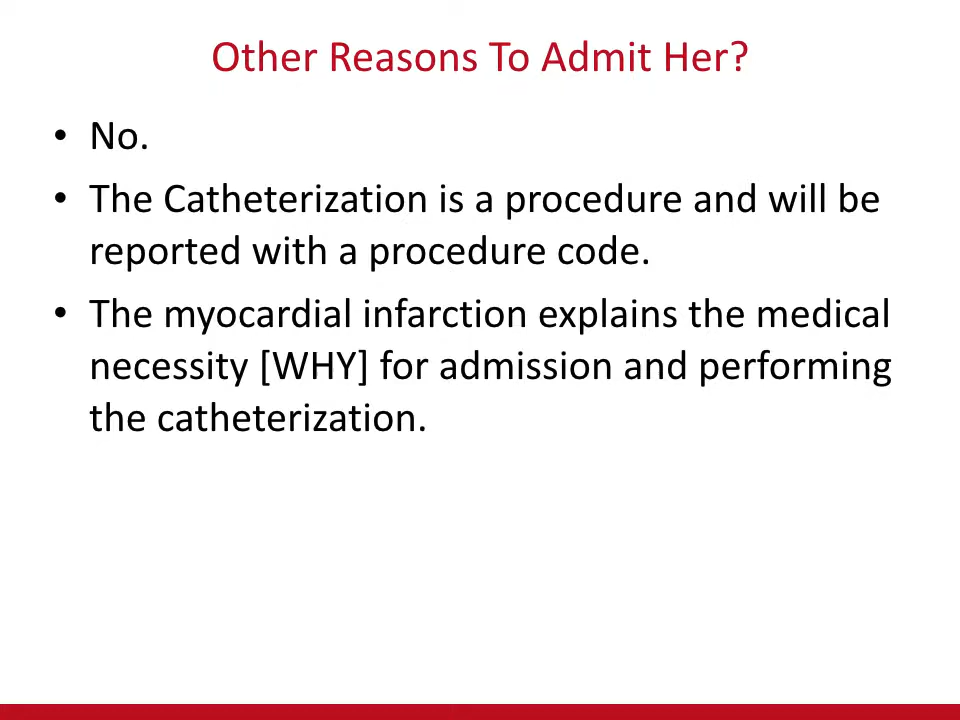 Other Reasons To Admit Her?
• No.
• The Catheterization is a procedure and will be
reported with a procedure code.
• The myocardial infarction explains the medical
necessity [WHY] for admission and performing
the catheterization.